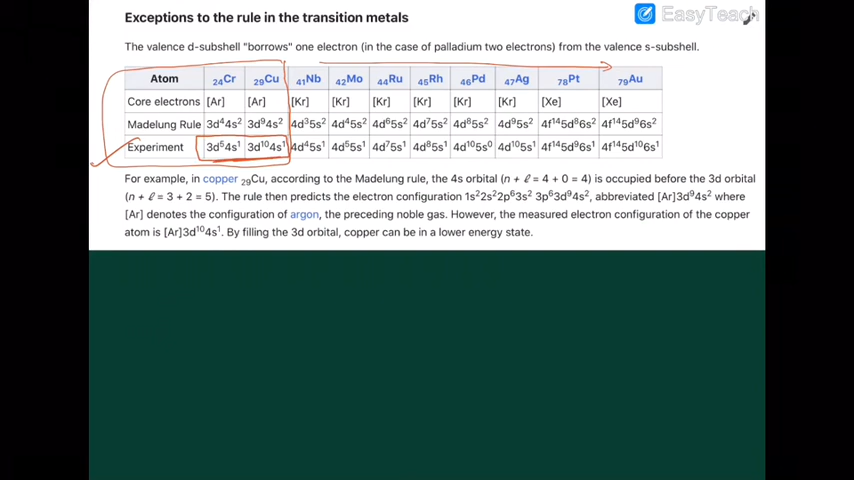 Exceptions to the rule in the transition metals
EasyTeach
The valence d-subshell "borrows" one electron (in the case of palladium two electrons) from the valence s-subshell.
Atom ₂₄Cr ₂₉Cu ₄₁Nb ₄₂Mo ₄₄Ru ₄₅Rh ₄₆Pd ₄₇Ag ₇₈Pt ₇₉Au
Core electrons [Ar] [Ar] [Kr] [Kr] [Kr] [Kr] [Kr] [Kr] [Xe] [Xe]
Madelung Rule 3d⁴4s² 3d⁹4s² 4d³5s² 4d⁴5s² 4d⁶5s² 4d⁷5s² 4d⁸5s² 4d⁹5s² 4f¹⁴5d⁸6s² 4f¹⁴5d⁹6s²
Experiment 3d⁵4s¹ 3d¹⁰4s¹ 4d⁴5s¹ 4d⁵5s¹ 4d⁷5s¹ 4d⁸5s¹ 4d¹⁰5s⁰ 4d¹⁰5s¹ 4f¹⁴5d⁹6s¹ 4f¹⁴5d¹⁰6s¹
For example, in copper ₂₉Cu, according to the Madelung rule, the 4s orbital (n + ℓ = 4 + 0 = 4) is occupied before the 3d orbital
(n + ℓ = 3 + 2 = 5). The rule then predicts the electron configuration 1s²2s²2p⁶3s² 3p⁶3d⁹4s², abbreviated [Ar]3d⁹4s² where
[Ar] denotes the configuration of argon, the preceding noble gas. However, the measured electron configuration of the copper
atom is [Ar]3d¹⁰4s¹. By filling the 3d orbital, copper can be in a lower energy state.